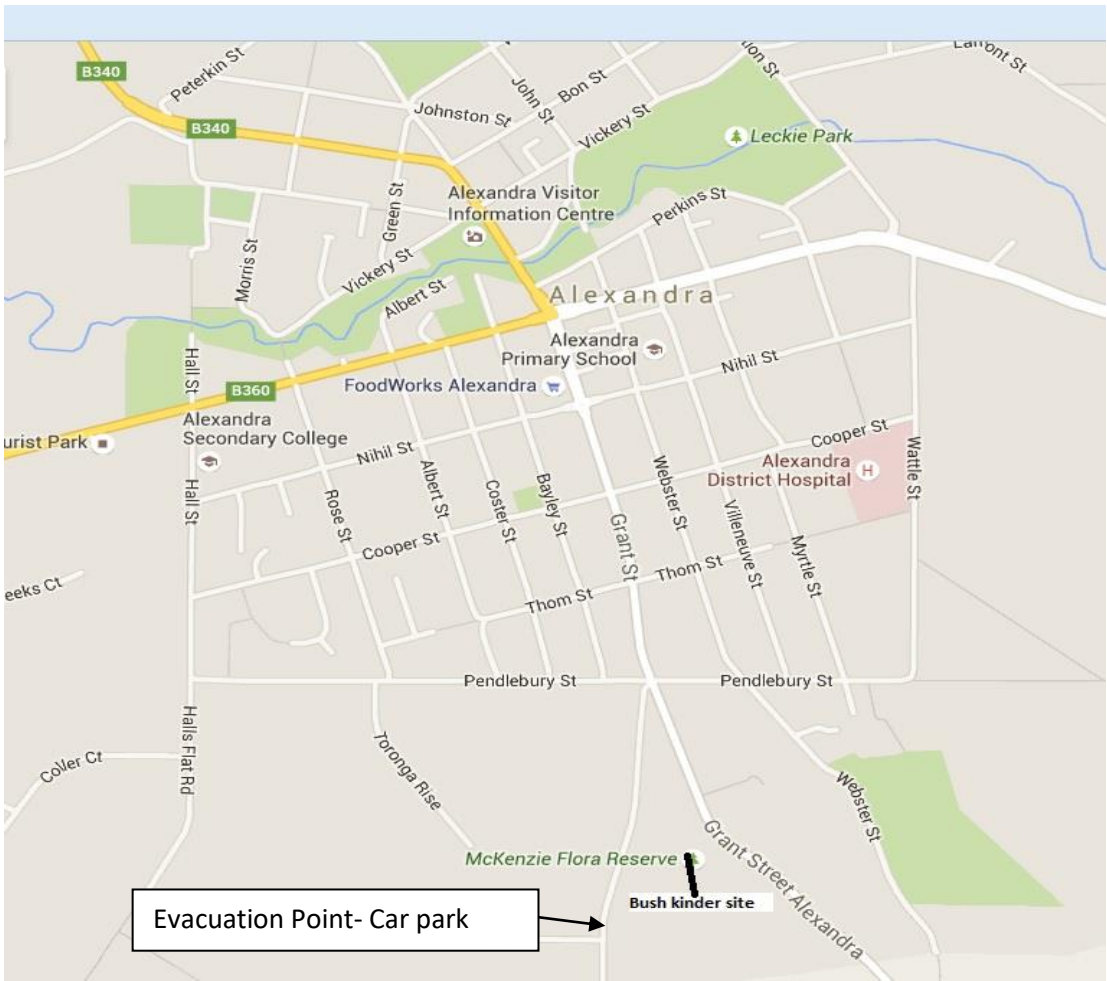 Peterkin St
B340
B340
Johnston St
John St
Bon St
Vickery St
Lamont St
Leckie Park
Alexandra Visitor
Information Centre
Green St
Morris St
Vickery St
Albert St
Perkins St
Alexandra
Alexandra
Primary School
Nihil St
FoodWorks Alexandra
Hall St
B360
Alexandra
Secondary College
urist Park
Nihil St
Cooper St
Alexandra
District Hospital
H
Wattle St
Hall St
Rose St
Albert St
Coster St
Bayley St
Grant St
Webster St
Villeneuve St
Myrtle St
Cooper St
eeks Ct
Thom St
Thom St
Pendlebury St
Pendlebury St
Halls Flat Rd
Toronga Rise
Webster St
McKenzie Flora Reserve
Grant Street Alexandra
Bush kinder site
Evacuation Point- Car park